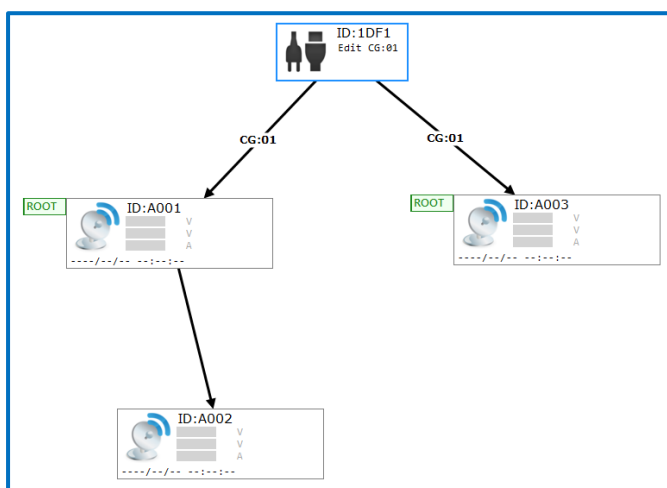 ID:1DF1
Edit CG:01
CG:01
CG:01
ROOT
ID:A001
V
V
A
----/--/-- --:--:--
ROOT
ID:A003
V
V
A
----/--/-- --:--:--
ID:A002
V
V
A
----/--/-- --:--:--